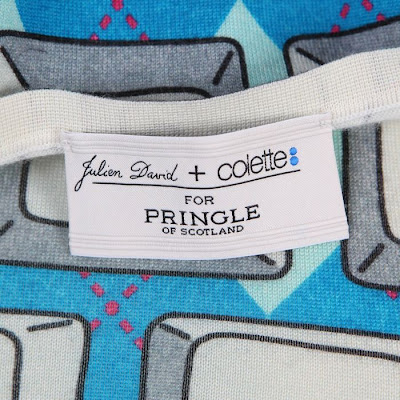 Julien David + colette:
FOR
PRINGLE
OF SCOTLAND